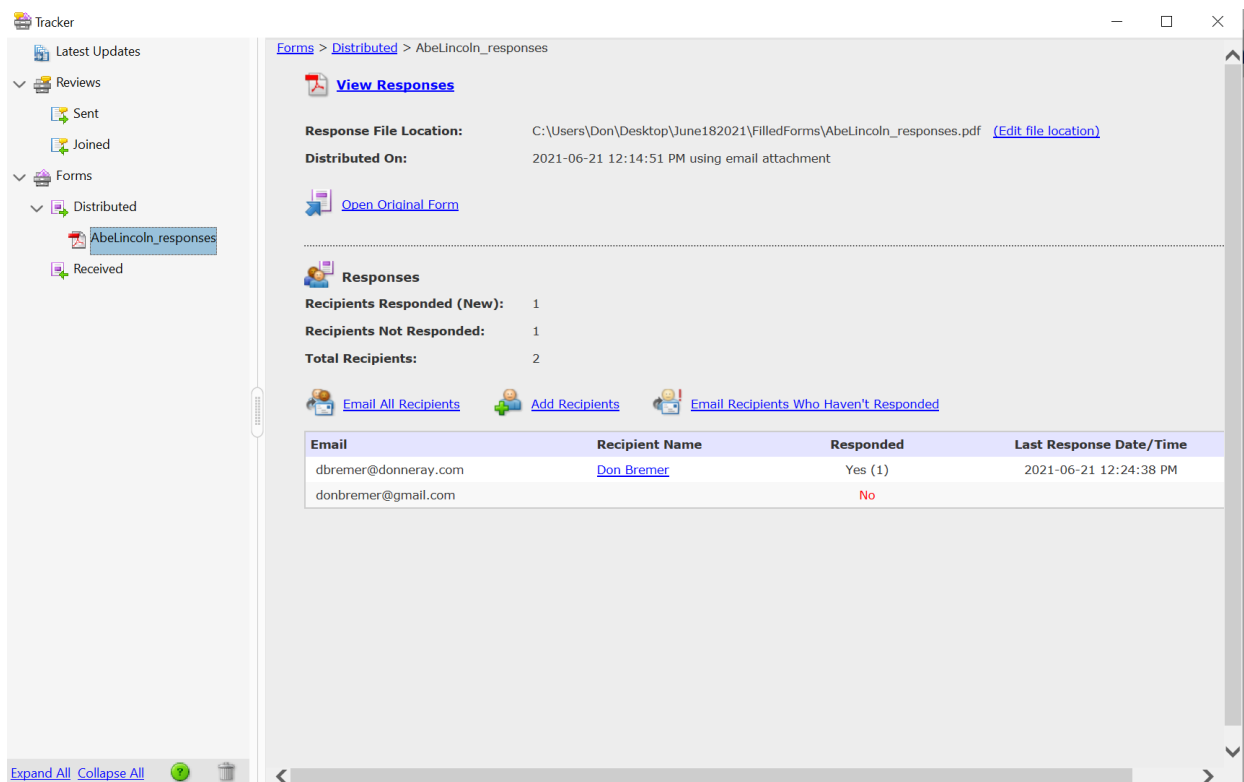 Tracker
Latest Updates
Reviews
Sent
Joined
Forms
Distributed
AbeLincoln_responses
Received
Expand All Collapse All ?
Forms > Distributed > AbeLincoln_responses
View Responses
Response File Location: C:\Users\Don\Desktop\June182021\FilledForms\AbeLincoln_responses.pdf (Edit file location)
Distributed On: 2021-06-21 12:14:51 PM using email attachment
Open Original Form
Responses
Recipients Responded (New): 1
Recipients Not Responded: 1
Total Recipients: 2
Email All Recipients Add Recipients Email Recipients Who Haven't Responded
Email Recipient Name Responded Last Response Date/Time
dbremer@donneray.com Don Bremer Yes (1) 2021-06-21 12:24:38 PM
donbremer@gmail.com No